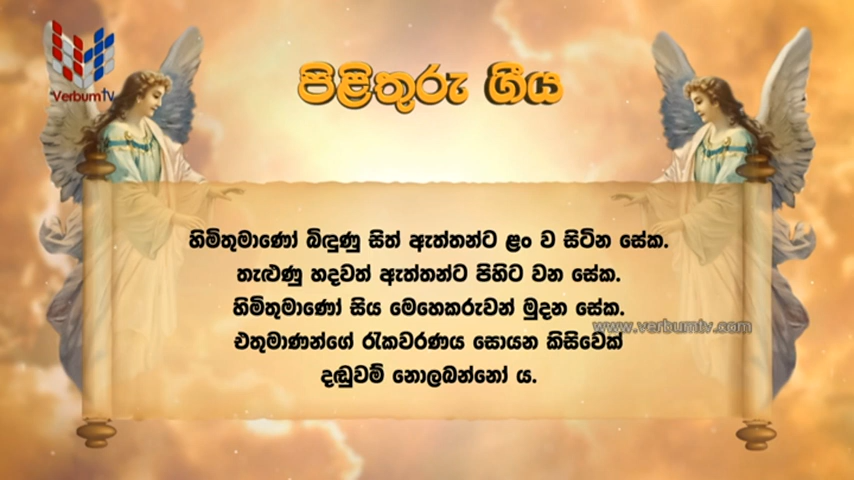 VerbumTV
පිළිතුරු ගීය
හිමිතුමාණෝ බිඳුණු සිත් ඇත්තන්ට ළං ව සිටින සේක.
තැළුණු හදවත් ඇත්තන්ට පිහිට වන සේක.
හිමිතුමාණෝ සිය මෙහෙකරුවන් මුදන සේක.
www.verbumtv.com
එතුමාණන්ගේ රැකවරණය සොයන කිසිවෙක්
දඬුවම් නොලබන්නෝ ය.